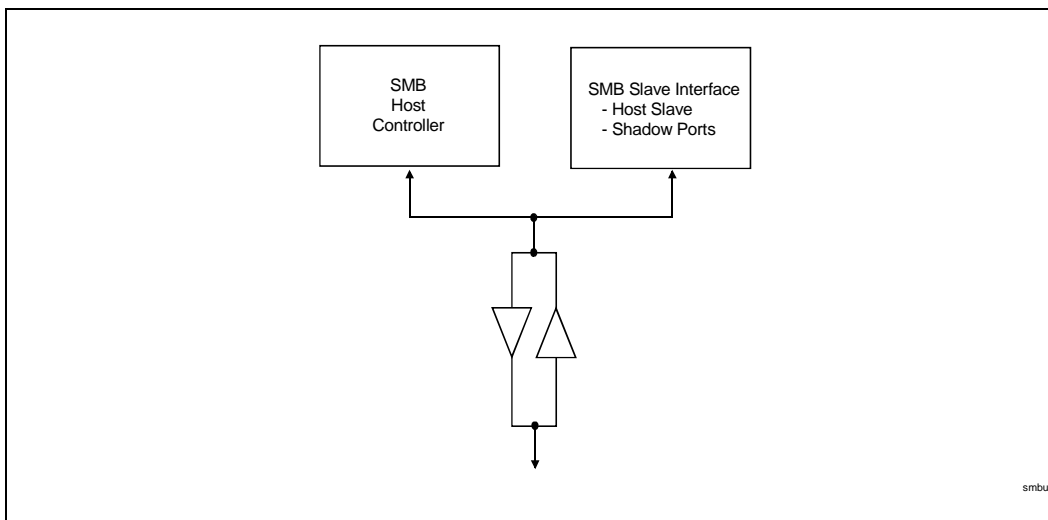 SMB
Host
Controller
SMB Slave Interface
- Host Slave
- Shadow Ports
smbu